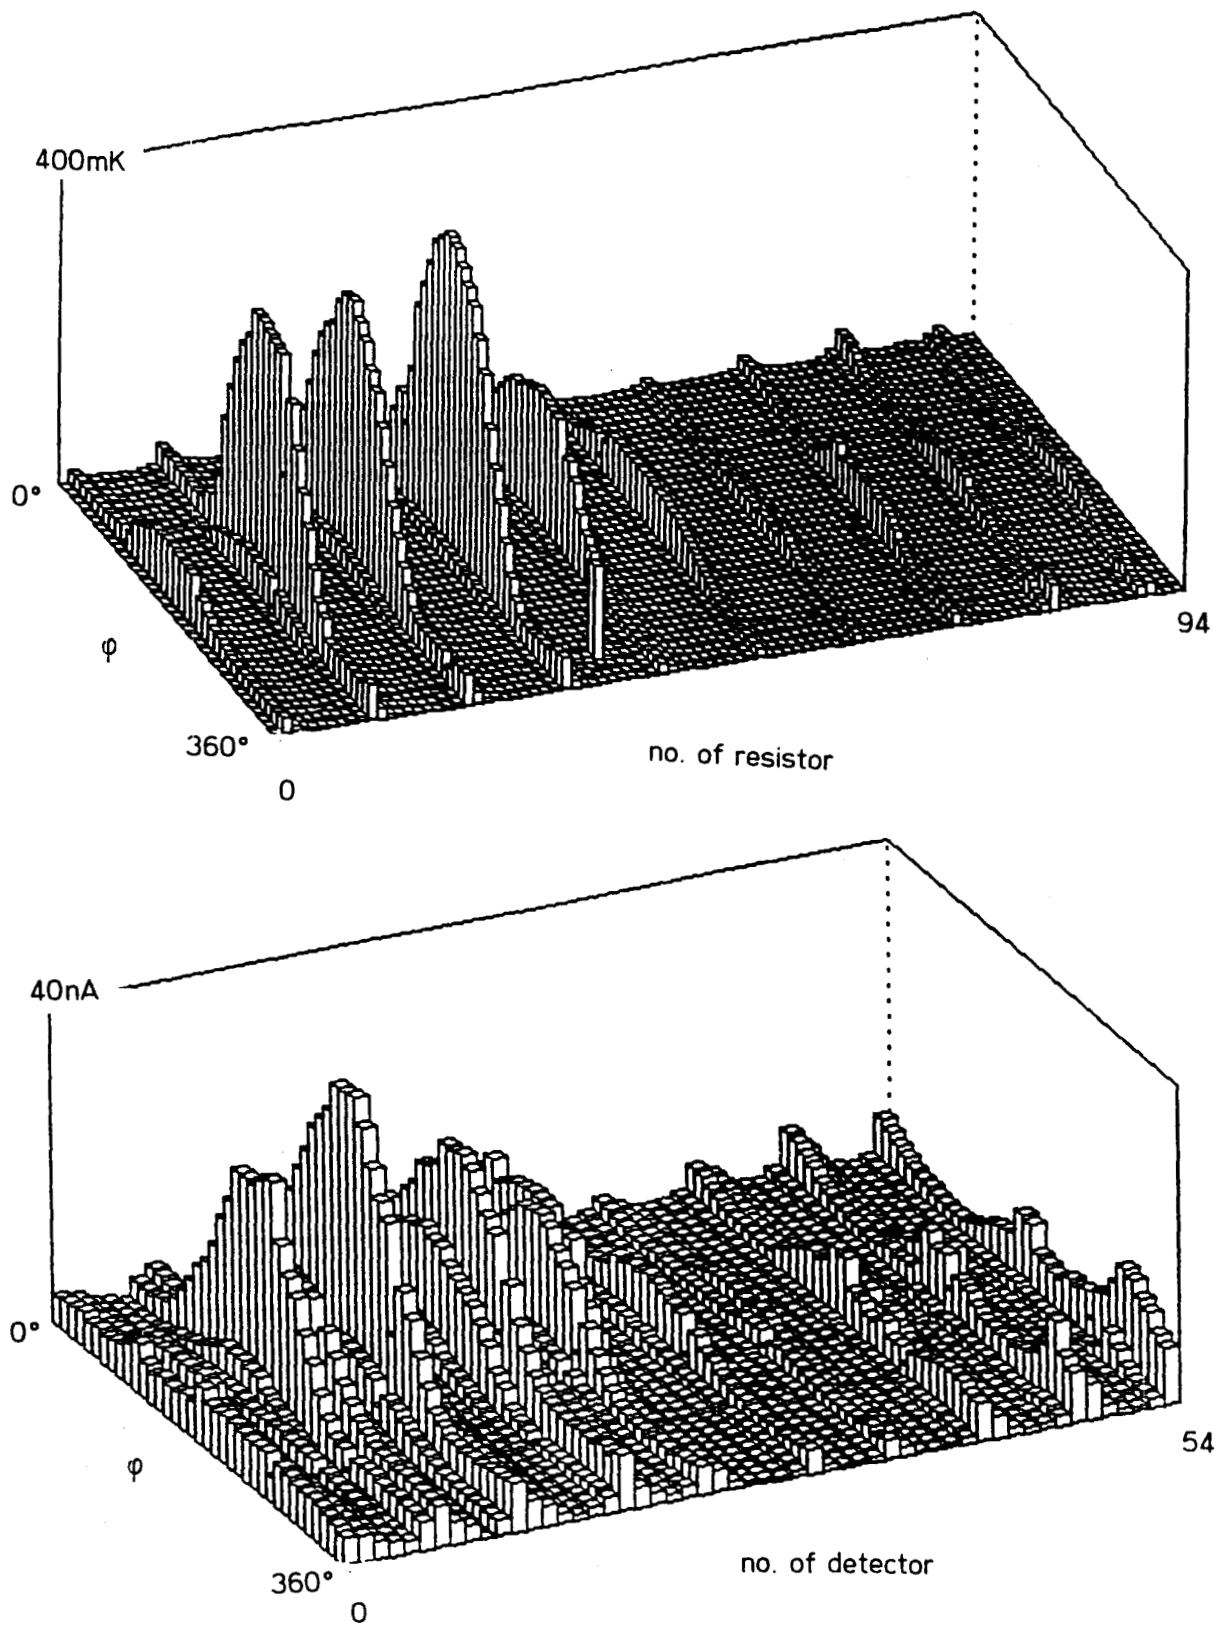 400mK
0°
φ
94
360°
no. of resistor
0
40nA
0°
54
φ
no. of detector
360°
0